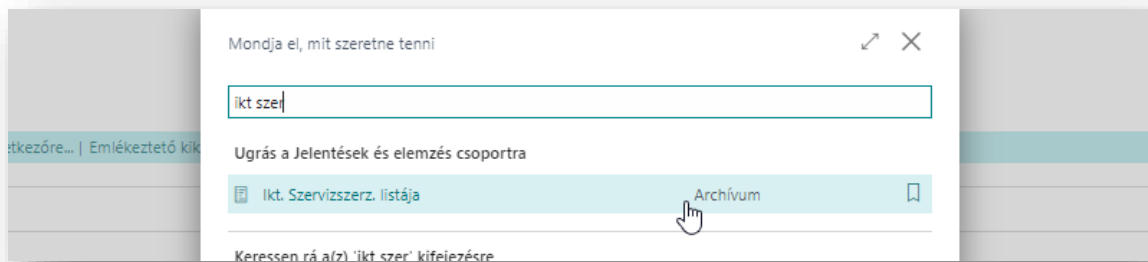 Mondja el, mit szeretne tenni
ikt szer
etkezőre... | Emlékeztető kik
Ugrás a Jelentések és elemzés csoportra
Ikt. Szervizszerz. listája Archívum
Keressen rá a(z) 'ikt szer' kifejezésre